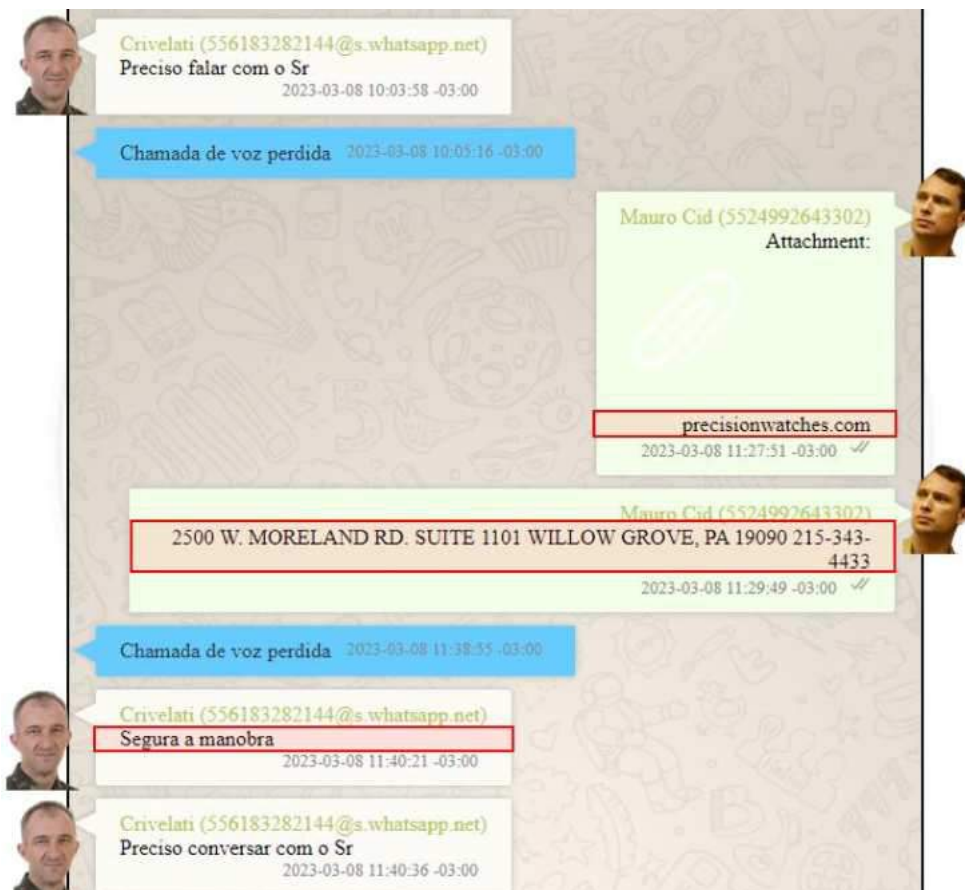 Crivelati (556183282144@s.whatsapp.net)
Preciso falar com o Sr
2023-03-08 10:03:58 -03:00
Chamada de voz perdida 2023-03-08 10:05:16 -03:00
Mauro Cid (5524992643302)
Attachment:
precisionwatches.com
2023-03-08 11:27:51 -03:00
Mauro Cid (5524992643302)
2500 W. MORELAND RD. SUITE 1101 WILLOW GROVE, PA 19090 215-343-
4433
2023-03-08 11:29:49 -03:00
Chamada de voz perdida 2023-03-08 11:38:55 -03:00
Crivelati (556183282144@s.whatsapp.net)
Segura a manobra
2023-03-08 11:40:21 -03:00
Crivelati (556183282144@s.whatsapp.net)
Preciso conversar com o Sr
2023-03-08 11:40:36 -03:00